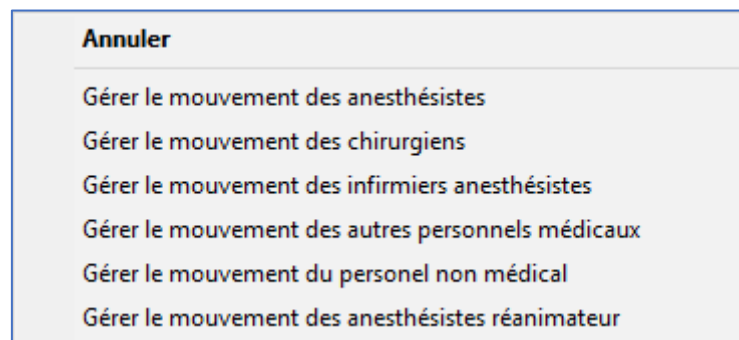 Annuler
Gérer le mouvement des anesthésistes
Gérer le mouvement des chirurgiens
Gérer le mouvement des infirmiers anesthésistes
Gérer le mouvement des autres personnels médicaux
Gérer le mouvement du personel non médical
Gérer le mouvement des anesthésistes réanimateur